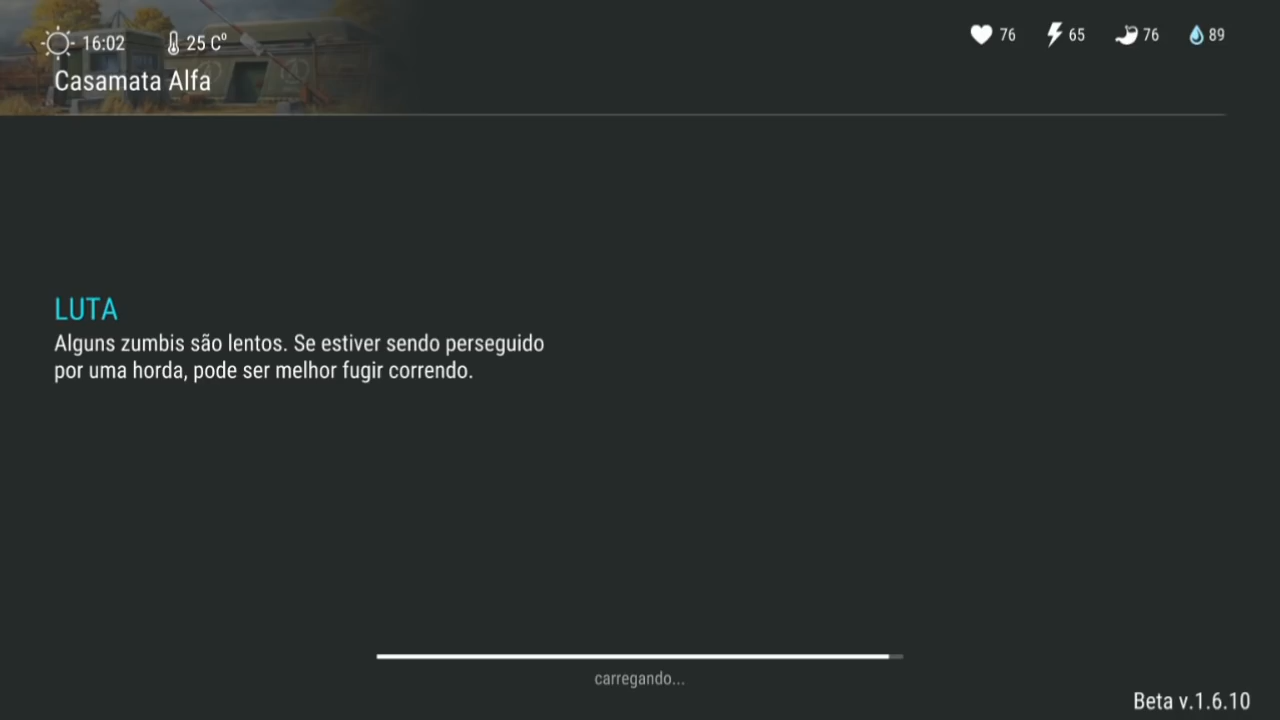 16:02 25 Cº 76 65 76 89
Casamata Alfa
LUTA
Alguns zumbis são lentos. Se estiver sendo perseguido
por uma horda, pode ser melhor fugir correndo.
carregando...
Beta v.1.6.10